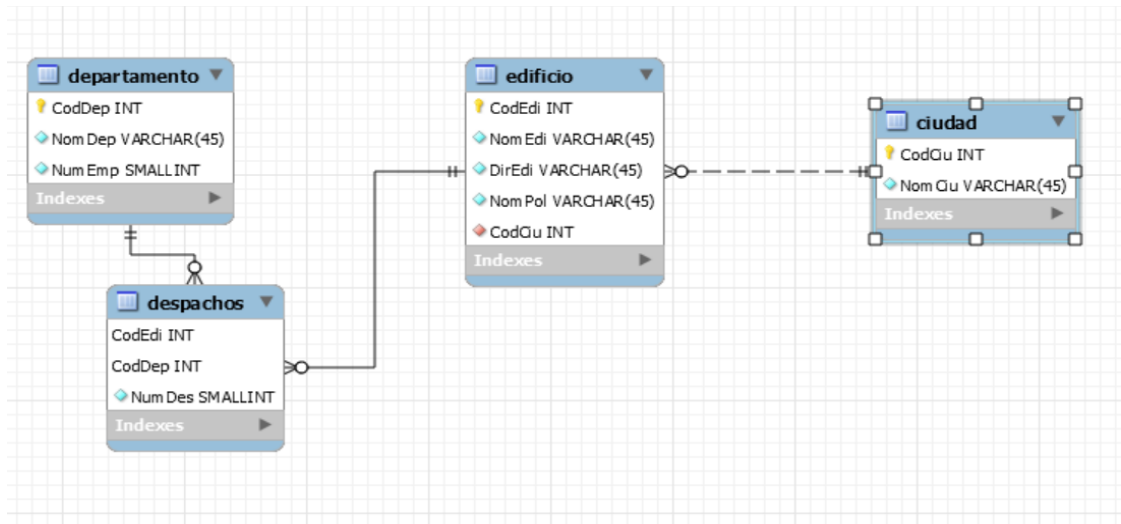 departamento
CodDep INT
NomDep VARCHAR(45)
NumEmp SMALLINT
Indexes
despachos
CodEdi INT
CodDep INT
NumDes SMALLINT
Indexes
edificio
CodEdi INT
NomEdi VARCHAR(45)
DirEdi VARCHAR(45)
NomPol VARCHAR(45)
CodCiu INT
Indexes
ciudad
CodCiu INT
NomCiu VARCHAR(45)
Indexes